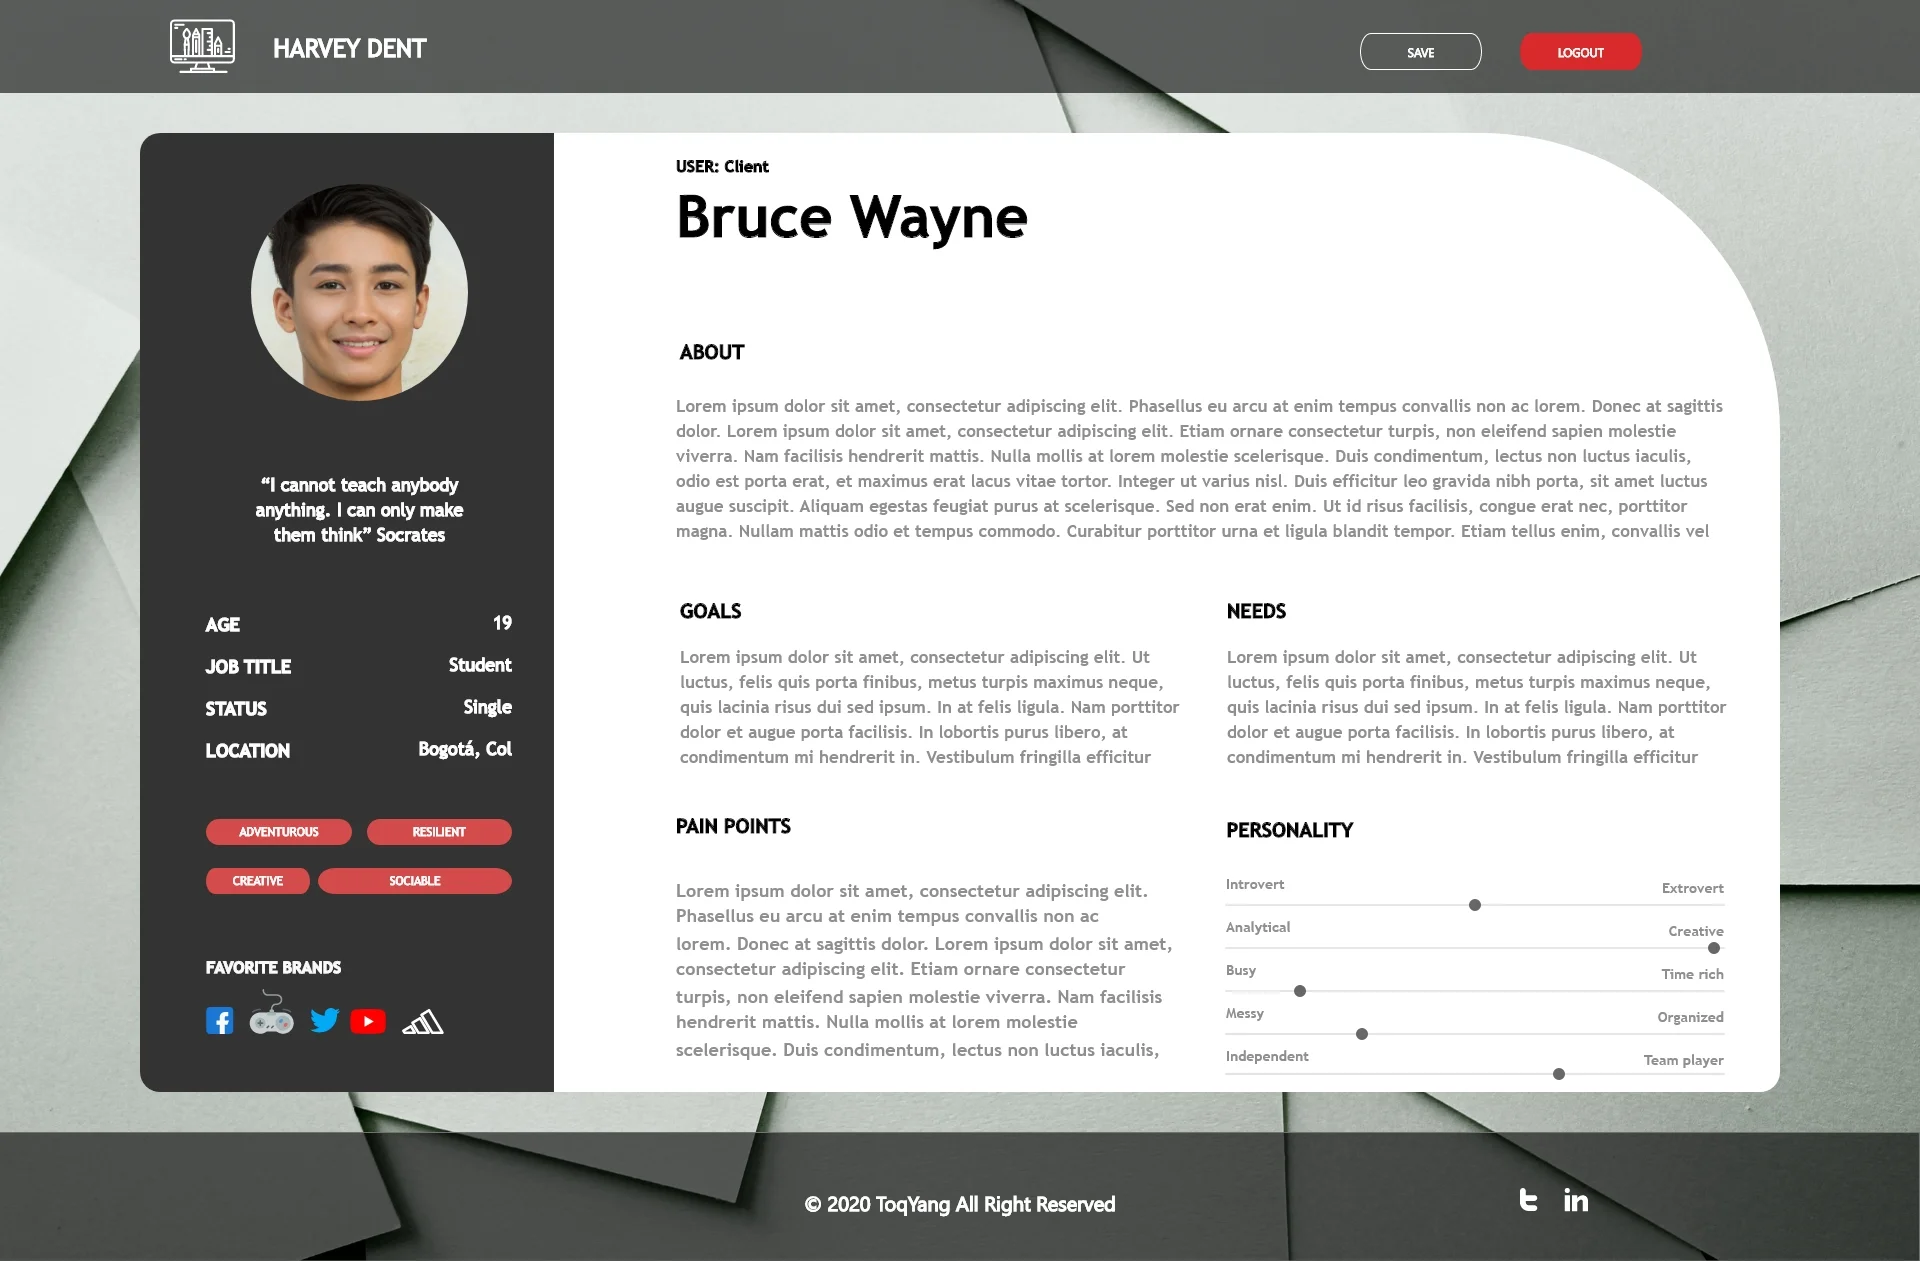 HARVEY DENT
SAVE
LOGOUT
USER: Client
Bruce Wayne
“I cannot teach anybody
anything. I can only make
them think” Socrates
AGE 19
JOB TITLE Student
STATUS Single
LOCATION Bogotá, Col
ADVENTUROUS RESILIENT
CREATIVE SOCIABLE
FAVORITE BRANDS
ABOUT
Lorem ipsum dolor sit amet, consectetur adipiscing elit. Phasellus eu arcu at enim tempus convallis non ac lorem. Donec at sagittis
dolor. Lorem ipsum dolor sit amet, consectetur adipiscing elit. Etiam ornare consectetur turpis, non eleifend sapien molestie
viverra. Nam facilisis hendrerit mattis. Nulla mollis at lorem molestie scelerisque. Duis condimentum, lectus non luctus iaculis,
odio est porta erat, et maximus erat lacus vitae tortor. Integer ut varius nisl. Duis efficitur leo gravida nibh porta, sit amet luctus
augue suscipit. Aliquam egestas feugiat purus at scelerisque. Sed non erat enim. Ut id risus facilisis, congue erat nec, porttitor
magna. Nullam mattis odio et tempus commodo. Curabitur porttitor urna et ligula blandit tempor. Etiam tellus enim, convallis vel
GOALS
Lorem ipsum dolor sit amet, consectetur adipiscing elit. Ut
luctus, felis quis porta finibus, metus turpis maximus neque,
quis lacinia risus dui sed ipsum. In at felis ligula. Nam porttitor
dolor et augue porta facilisis. In lobortis purus libero, at
condimentum mi hendrerit in. Vestibulum fringilla efficitur
NEEDS
Lorem ipsum dolor sit amet, consectetur adipiscing elit. Ut
luctus, felis quis porta finibus, metus turpis maximus neque,
quis lacinia risus dui sed ipsum. In at felis ligula. Nam porttitor
dolor et augue porta facilisis. In lobortis purus libero, at
condimentum mi hendrerit in. Vestibulum fringilla efficitur
PAIN POINTS
Lorem ipsum dolor sit amet, consectetur adipiscing elit.
Phasellus eu arcu at enim tempus convallis non ac
lorem. Donec at sagittis dolor. Lorem ipsum dolor sit amet,
consectetur adipiscing elit. Etiam ornare consectetur
turpis, non eleifend sapien molestie viverra. Nam facilisis
hendrerit mattis. Nulla mollis at lorem molestie
scelerisque. Duis condimentum, lectus non luctus iaculis,
PERSONALITY
Introvert Extrovert
Analytical Creative
Busy Time rich
Messy Organized
Independent Team player
© 2020 ToqYang All Right Reserved